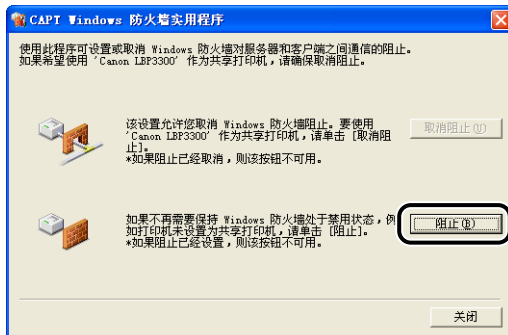 CAPT Windows 防火墙实用程序
使用此程序可设置或取消 Windows 防火墙对服务器和客户端之间通信的阻止。
如果希望使用 'Canon LBP3300' 作为共享打印机，请确保取消阻止。
该设置允许您取消 Windows 防火墙阻止。要使用
'Canon LBP3300' 作为共享打印机，请单击 [取消阻
止]。
*如果阻止已经取消，则该按钮不可用。
取消阻止(U)
如果不再需要保持 Windows 防火墙处于禁用状态，例
如打印机未设置为共享打印机，请单击 [阻止]。
*如果阻止已经设置，则该按钮不可用。
阻止(B)
关闭